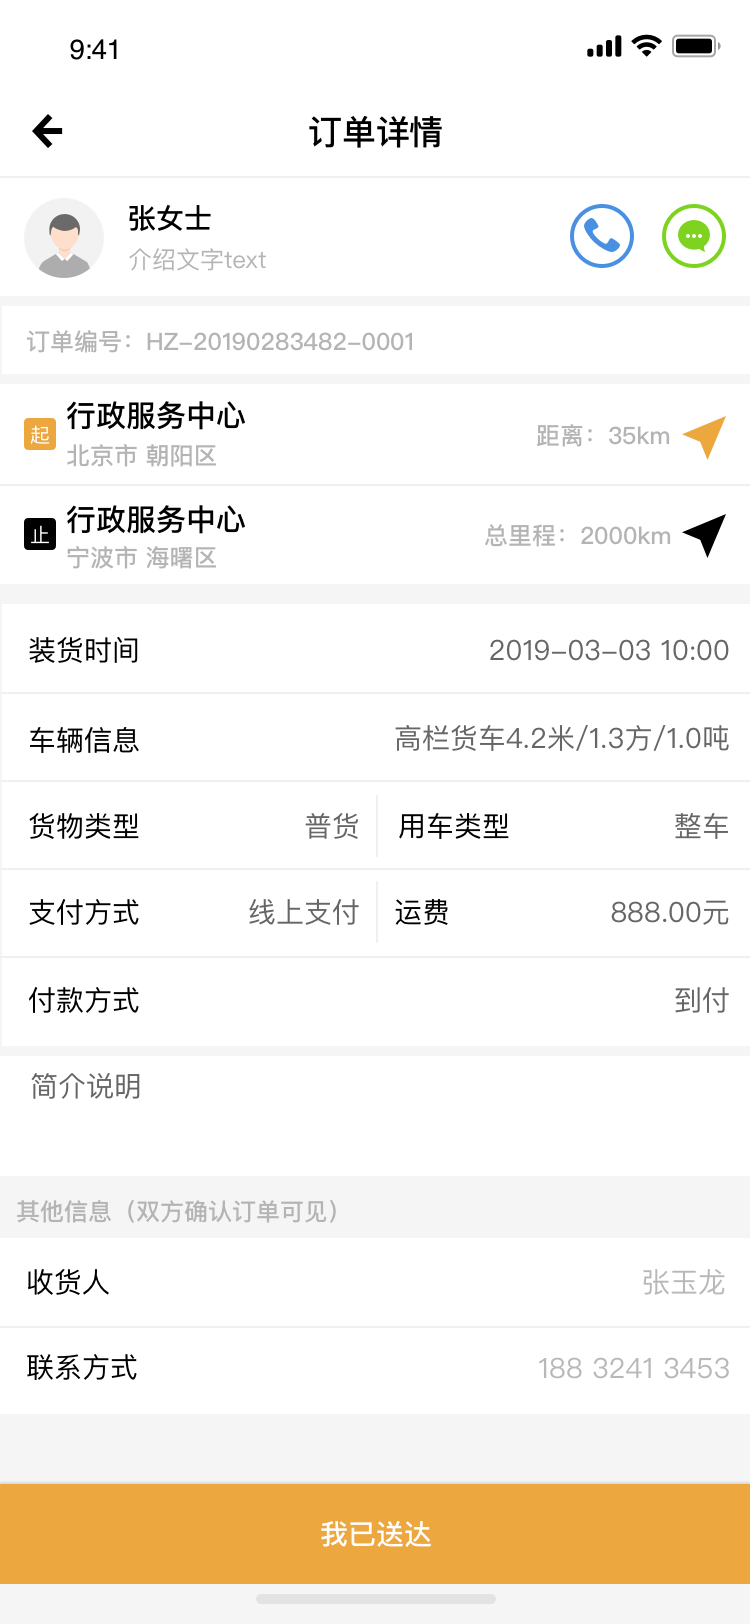 9:41
订单详情
张女士
介绍文字text
订单编号：HZ-20190283482-0001
起
行政服务中心
北京市 朝阳区
距离：35km
止
行政服务中心
宁波市 海曙区
总里程：2000km
装货时间 2019-03-03 10:00
车辆信息 高栏货车4.2米/1.3方/1.0吨
货物类型 普货 用车类型 整车
支付方式 线上支付 运费 888.00元
付款方式 到付
简介说明
其他信息（双方确认订单可见）
收货人 张玉龙
联系方式 188 3241 3453
我已送达